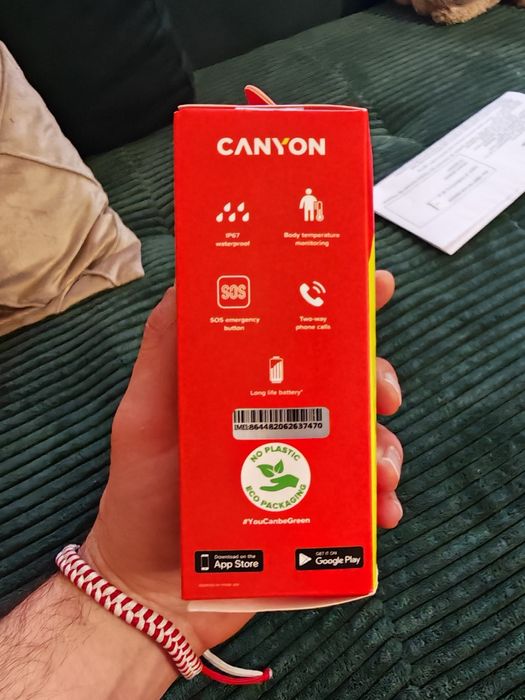 CANYON
IP67
waterproof
Body temperature
monitoring
SOS
SOS emergency
button
Two-way
phone calls
Long life battery*
IMEI:864482062637470
NO PLASTIC
ECO PACKAGING
#YouCanbeGreen
Download on the
App Store
GET IT ON
Google Play